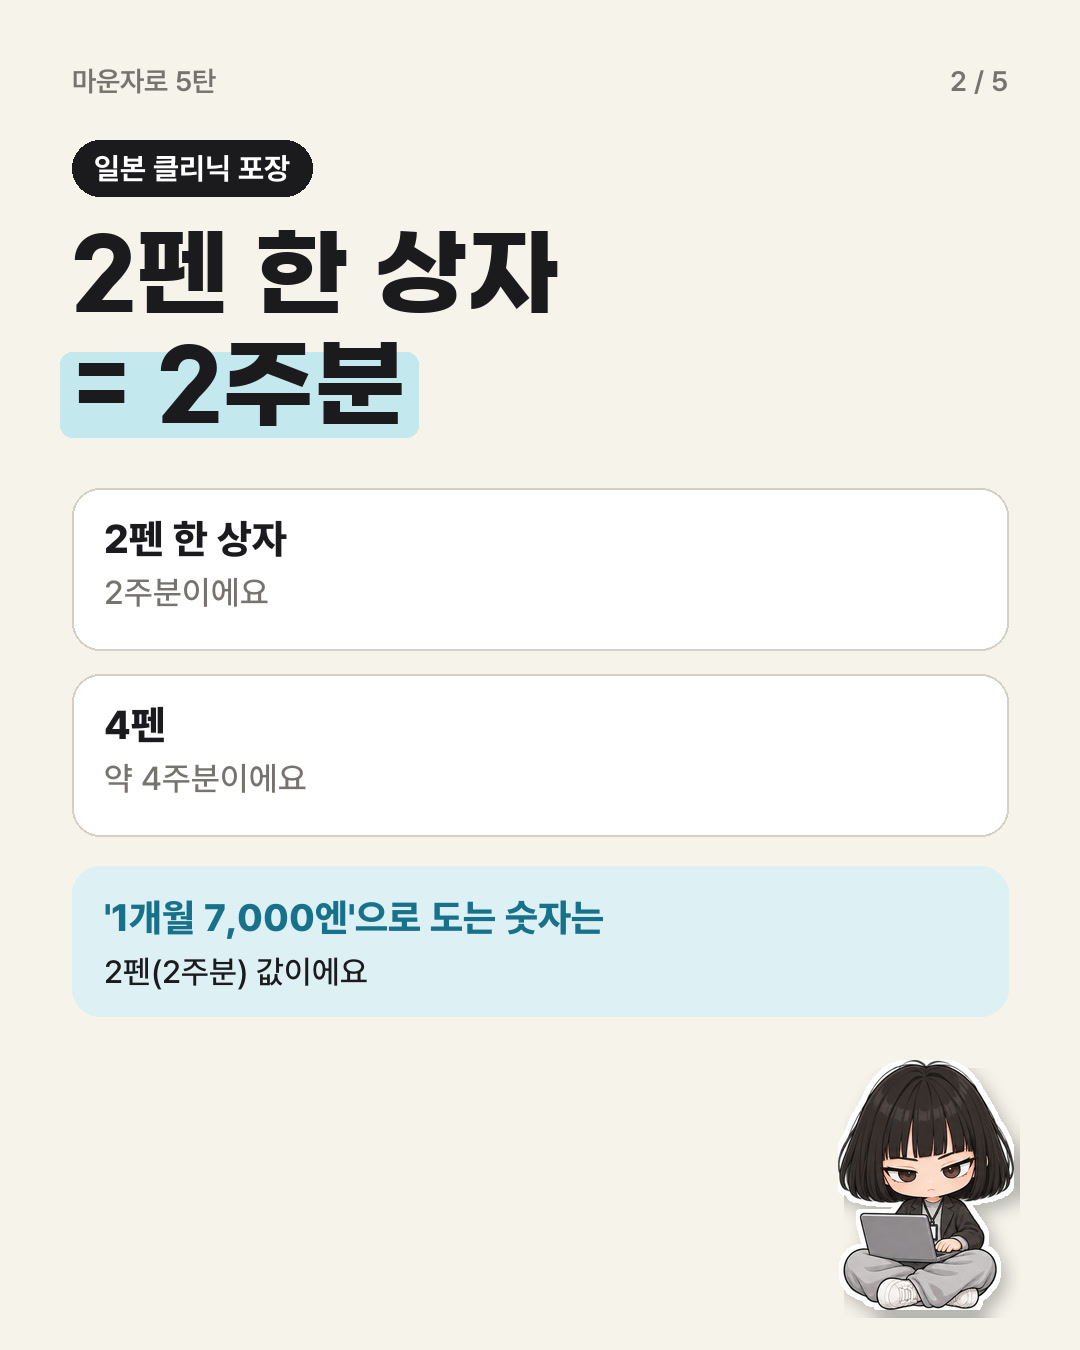 마운자로 5탄
2 / 5
일본 클리닉 포장
2펜 한 상자
= 2주분
2펜 한 상자
2주분이에요
4펜
약 4주분이에요
'1개월 7,000엔'으로 도는 숫자는
2펜(2주분) 값이에요